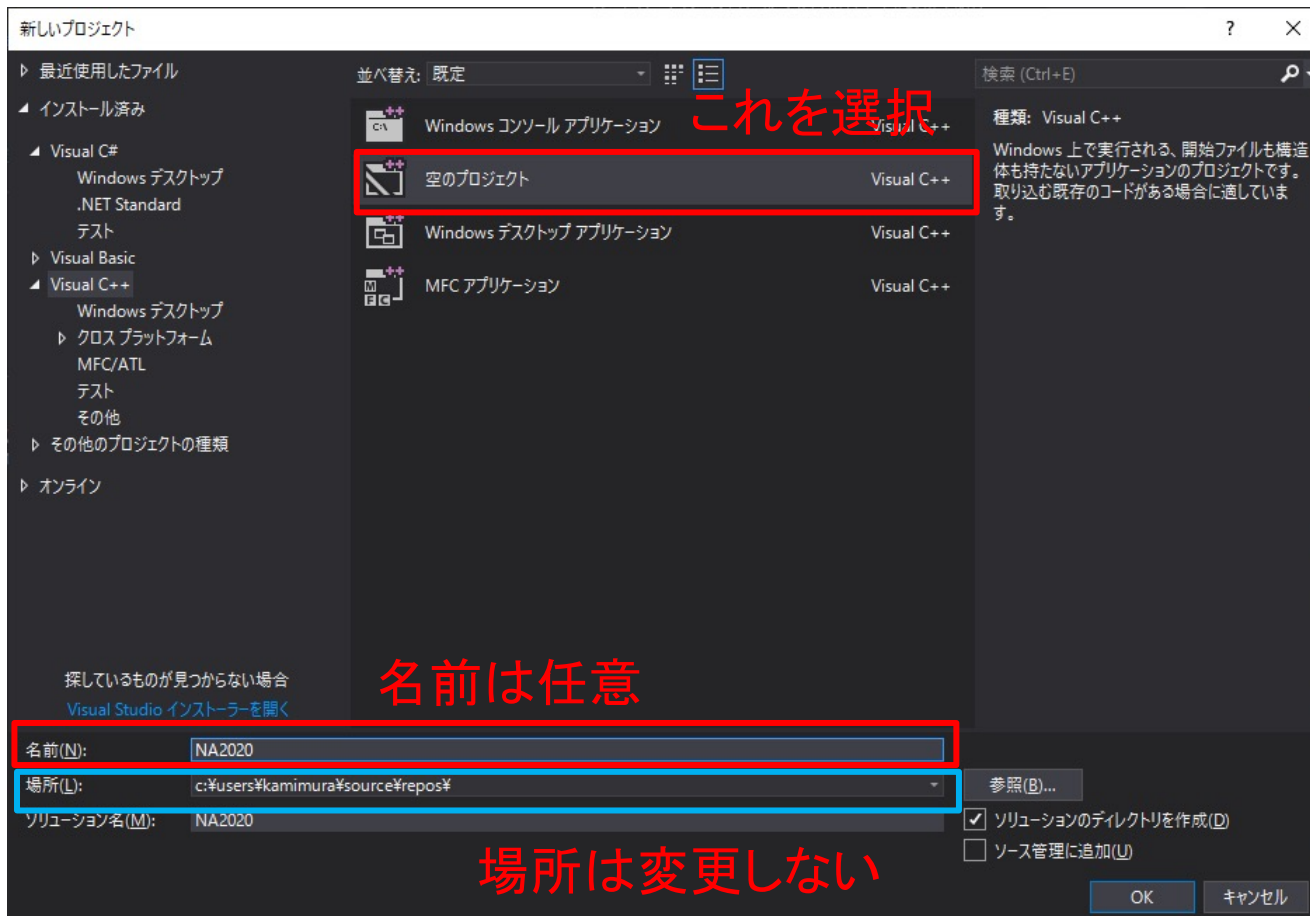 新しいプロジェクト
?
最近使用したファイル
インストール済み
Visual C#
Windows デスクトップ
.NET Standard
テスト
Visual Basic
Visual C++
Windows デスクトップ
クロス プラットフォーム
MFC/ATL
テスト
その他
その他のプロジェクトの種類
オンライン
探しているものが見つからない場合
Visual Studio インストーラーを開く
並べ替え: 既定
これを選択
Windows コンソール アプリケーション Visual C++
空のプロジェクト Visual C++
Windows デスクトップ アプリケーション Visual C++
MFC アプリケーション Visual C++
検索 (Ctrl+E)
種類: Visual C++
Windows 上で実行される、開始ファイルも構造
体も持たないアプリケーションのプロジェクトです。
取り込む既存のコードがある場合に適していま
す。
名前は任意
名前(N): NA2020
場所(L): c:¥users¥kamimura¥source¥repos¥
参照(B)...
ソリューション名(M): NA2020
ソリューションのディレクトリを作成(D)
ソース管理に追加(U)
場所は変更しない
OK キャンセル